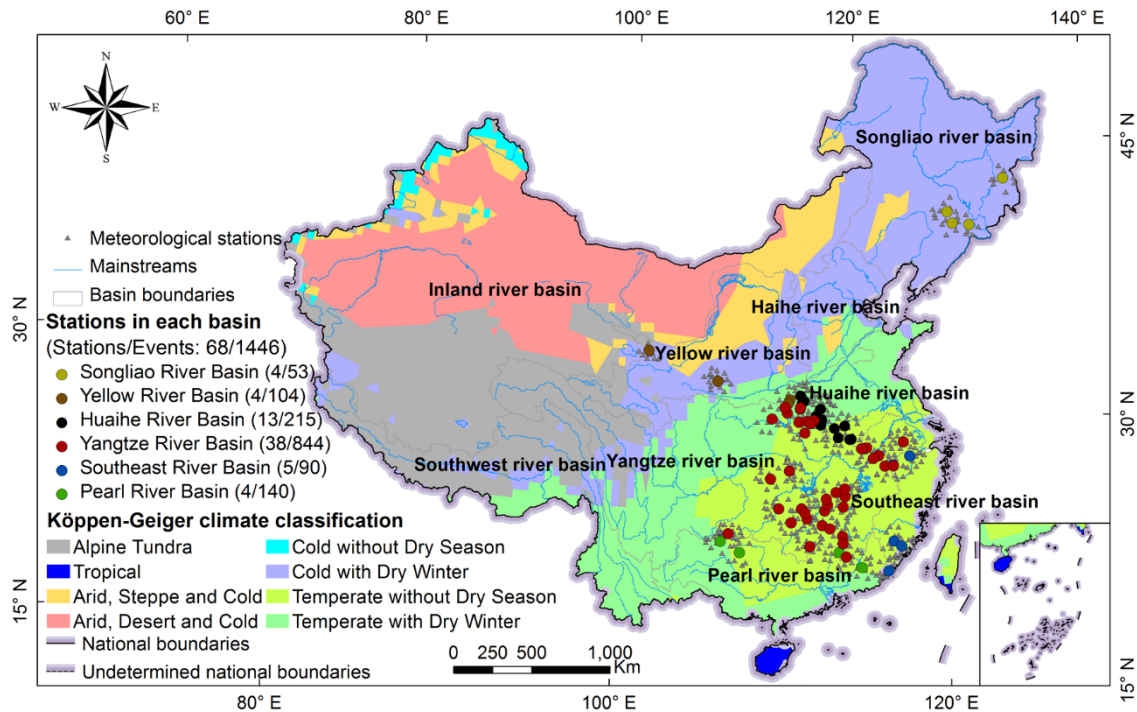 60° E 80° E 100° E 120° E 140° E
N
W E
S
45° N
30° N
15° N
30° N
15° N
80° E 100° E 120° E
Songliao river basin
Inland river basin
Haihe river basin
Yellow river basin
Huaihe river basin
Southwest river basin
Yangtze river basin
Southeast river basin
Pearl river basin
Meteorological stations
Mainstreams
Basin boundaries
Stations in each basin
(Stations/Events: 68/1446)
Songliao River Basin (4/53)
Yellow River Basin (4/104)
Huaihe River Basin (13/215)
Yangtze River Basin (38/844)
Southeast River Basin (5/90)
Pearl River Basin (4/140)
Köppen-Geiger climate classification
Alpine Tundra Cold without Dry Season
Tropical Cold with Dry Winter
Arid, Steppe and Cold Temperate without Dry Season
Arid, Desert and Cold Temperate with Dry Winter
National boundaries
Undetermined national boundaries
0 250 500 1,000
Km